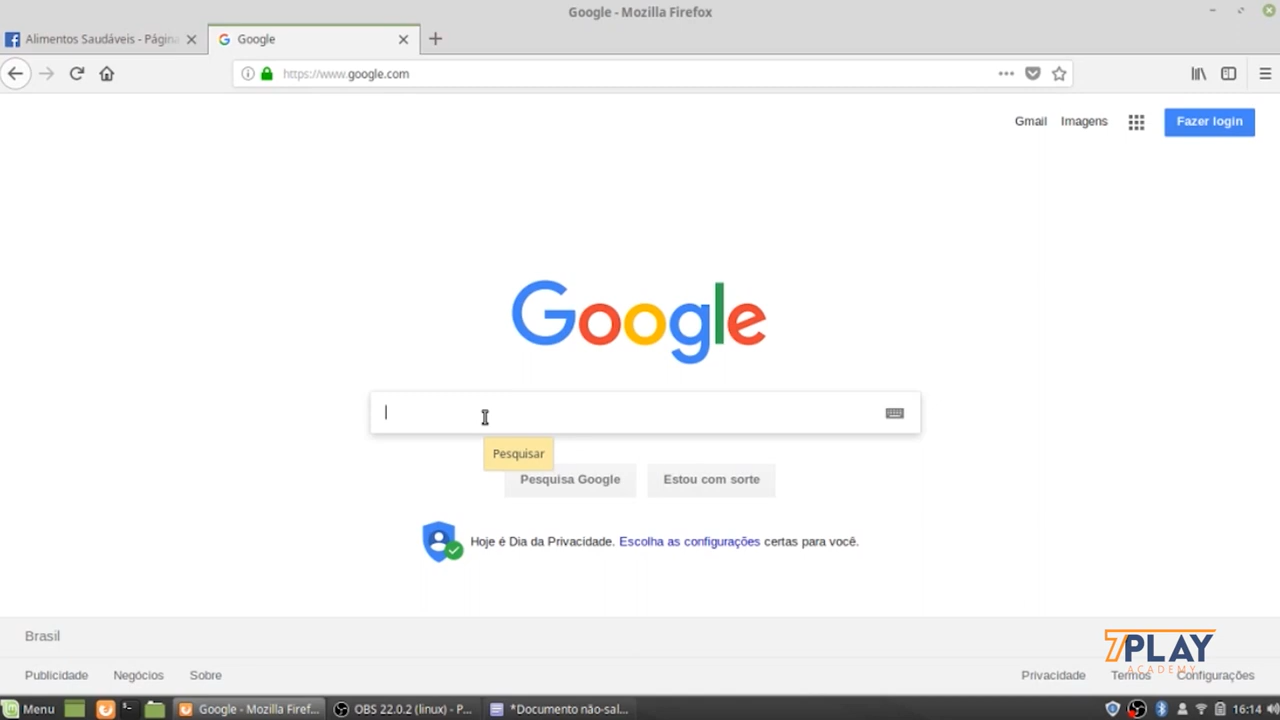 Google - Mozilla Firefox
Alimentos Saudáveis - Págin
Google
https://www.google.com
Gmail Imagens Fazer login
Google
Pesquisar
Pesquisa Google Estou com sorte
Hoje é Dia da Privacidade. Escolha as configurações certas para você.
Brasil
7PLAY
ACADEMY
Publicidade Negócios Sobre Privacidade Termos Configurações
Menu Google - Mozilla Firef... OBS 22.0.2 (linux) - P... *Documento não-sal... 16:14